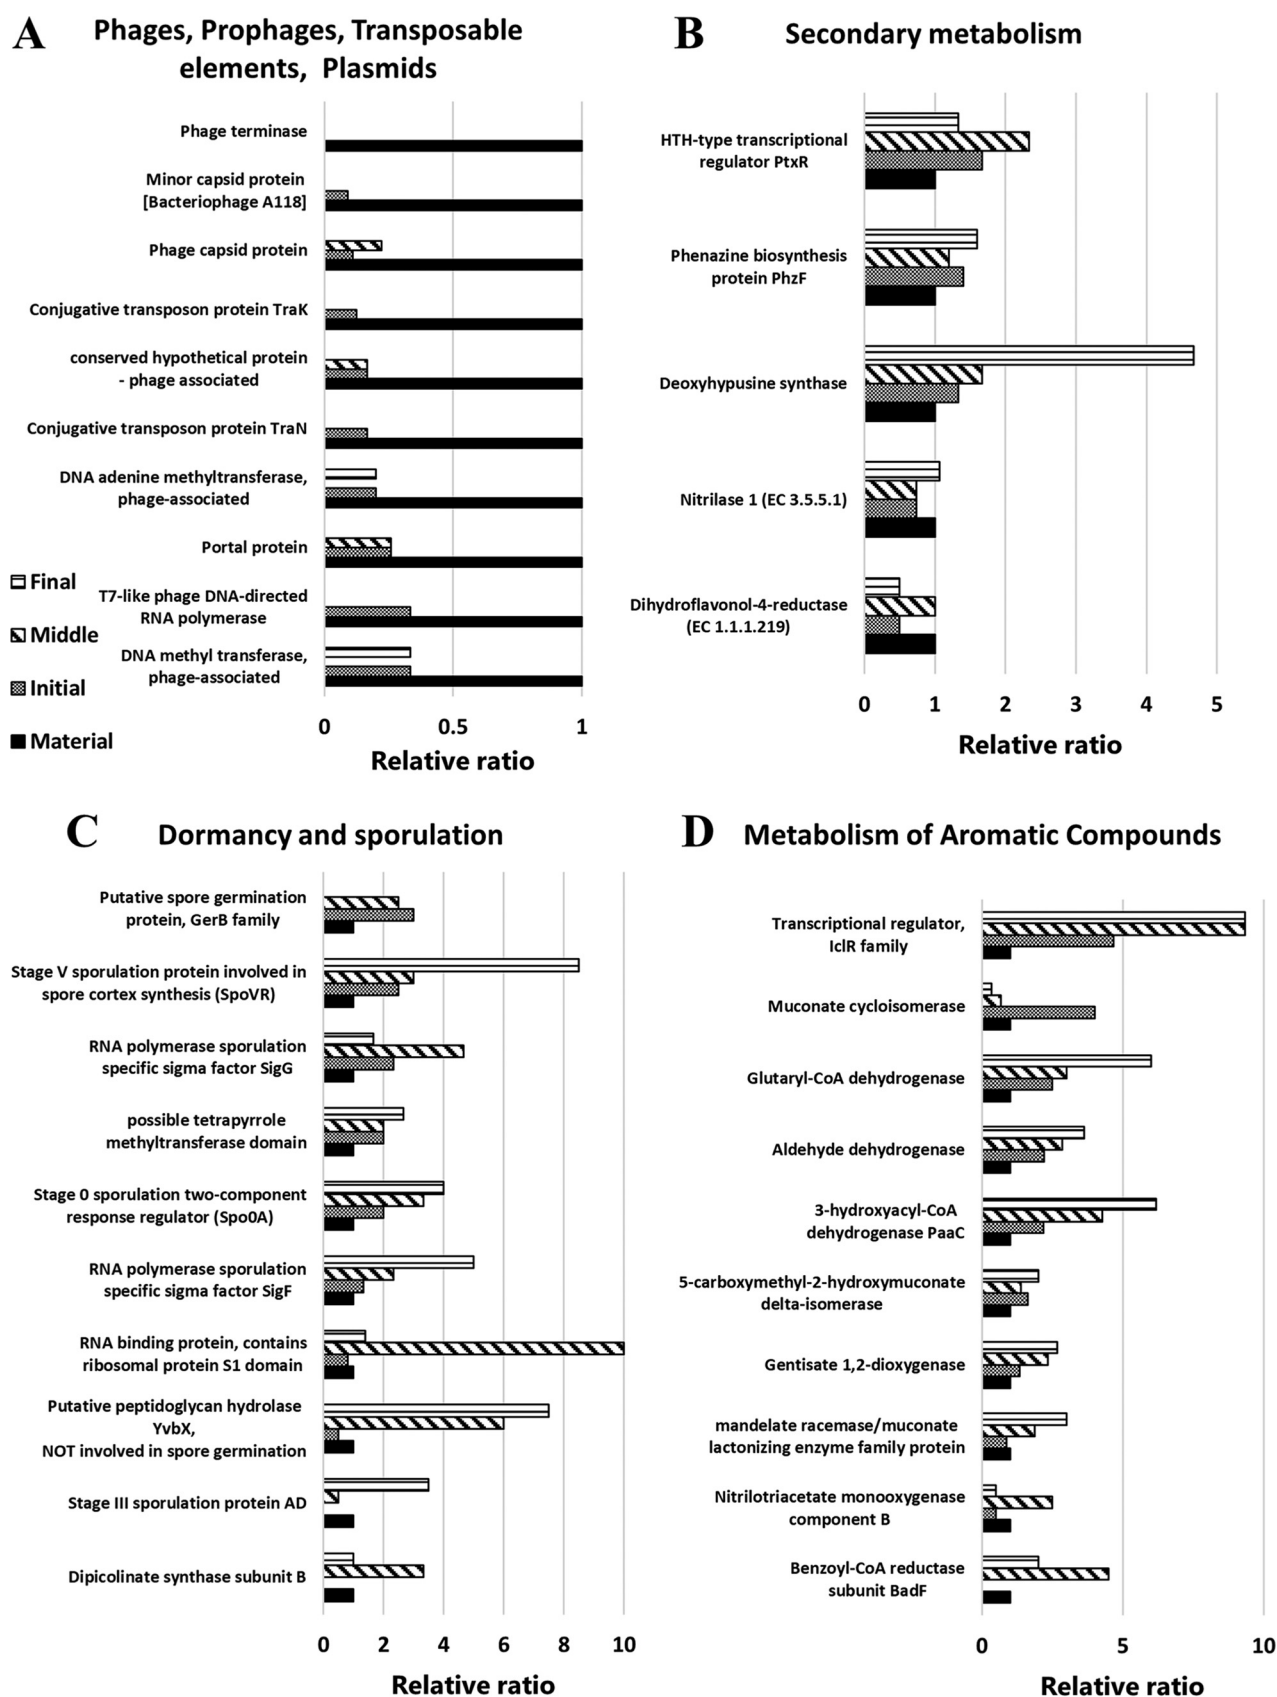 A
Phages, Prophages, Transposable
elements, Plasmids
Phage terminase
Minor capsid protein
[Bacteriophage A118]
Phage capsid protein
Conjugative transposon protein TraK
conserved hypothetical protein
- phage associated
Conjugative transposon protein TraN
DNA adenine methyltransferase,
phage-associated
Portal protein
T7-like phage DNA-directed
RNA polymerase
DNA methyl transferase,
phage-associated
Final
Middle
Initial
Material
0 0.5 1
Relative ratio
B
Secondary metabolism
HTH-type transcriptional
regulator PtxR
Phenazine biosynthesis
protein PhzF
Deoxyhypusine synthase
Nitrilase 1 (EC 3.5.5.1)
Dihydroflavonol-4-reductase
(EC 1.1.1.219)
0 1 2 3 4 5
Relative ratio
C
Dormancy and sporulation
Putative spore germination
protein, GerB family
Stage V sporulation protein involved in
spore cortex synthesis (SpoVR)
RNA polymerase sporulation
specific sigma factor SigG
possible tetrapyrrole
methyltransferase domain
Stage 0 sporulation two-component
response regulator (Spo0A)
RNA polymerase sporulation
specific sigma factor SigF
RNA binding protein, contains
ribosomal protein S1 domain
Putative peptidoglycan hydrolase
YvbX,
NOT involved in spore germination
Stage III sporulation protein AD
Dipicolinate synthase subunit B
0 2 4 6 8 10
Relative ratio
D
Metabolism of Aromatic Compounds
Transcriptional regulator,
IclR family
Muconate cycloisomerase
Glutaryl-CoA dehydrogenase
Aldehyde dehydrogenase
3-hydroxyacyl-CoA
dehydrogenase PaaC
5-carboxymethyl-2-hydroxymuconate
delta-isomerase
Gentisate 1,2-dioxygenase
mandelate racemase/muconate
lactonizing enzyme family protein
Nitrilotriacetate monooxygenase
component B
Benzoyl-CoA reductase
subunit BadF
0 5 10
Relative ratio